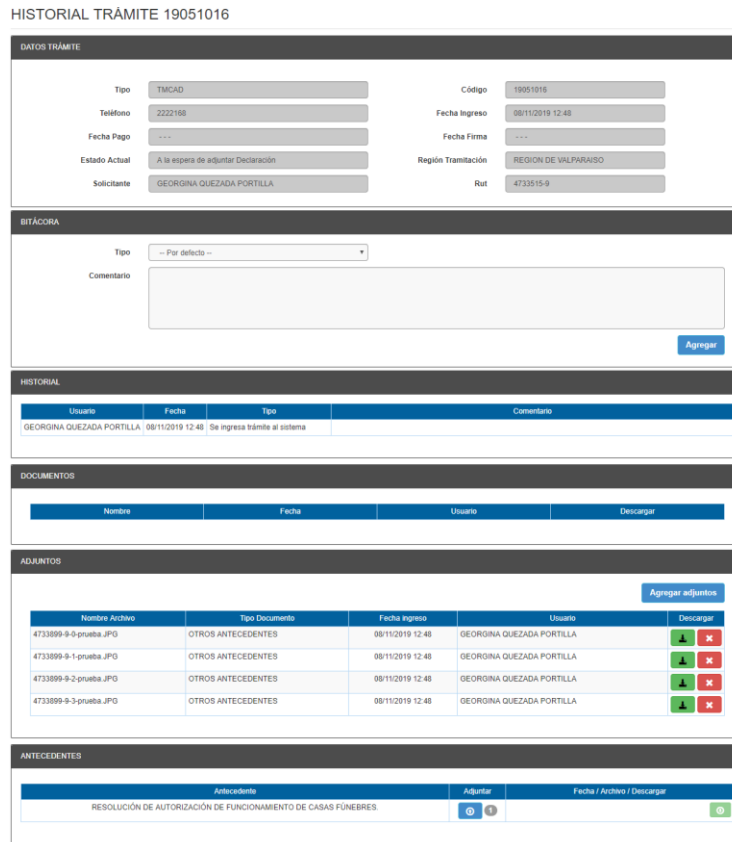 HISTORIAL TRÁMITE 19051016
DATOS TRÁMITE
Tipo TMCAD Código 19051016
Teléfono 2222168 Fecha Ingreso 08/11/2019 12:48
Fecha Pago - - - Fecha Firma - - -
Estado Actual A la espera de adjuntar Declaración Región Tramitación REGION DE VALPARAISO
Solicitante GEORGINA QUEZADA PORTILLA Rut 4733515-9
BITÁCORA
Tipo -- Por defecto --
Comentario
Agregar
HISTORIAL
Usuario Fecha Tipo Comentario
GEORGINA QUEZADA PORTILLA 08/11/2019 12:48 Se ingresa trámite al sistema
DOCUMENTOS
Nombre Fecha Usuario Descargar
ADJUNTOS
Agregar adjuntos
Nombre Archivo Tipo Documento Fecha ingreso Usuario Descargar
4733899-9-0-prueba.JPG OTROS ANTECEDENTES 08/11/2019 12:48 GEORGINA QUEZADA PORTILLA
4733899-9-1-prueba.JPG OTROS ANTECEDENTES 08/11/2019 12:48 GEORGINA QUEZADA PORTILLA
4733899-9-2-prueba.JPG OTROS ANTECEDENTES 08/11/2019 12:48 GEORGINA QUEZADA PORTILLA
4733899-9-3-prueba.JPG OTROS ANTECEDENTES 08/11/2019 12:48 GEORGINA QUEZADA PORTILLA
ANTECEDENTES
Antecedente Adjuntar Fecha / Archivo / Descargar
RESOLUCIÓN DE AUTORIZACIÓN DE FUNCIONAMIENTO DE CASAS FÚNEBRES. 1